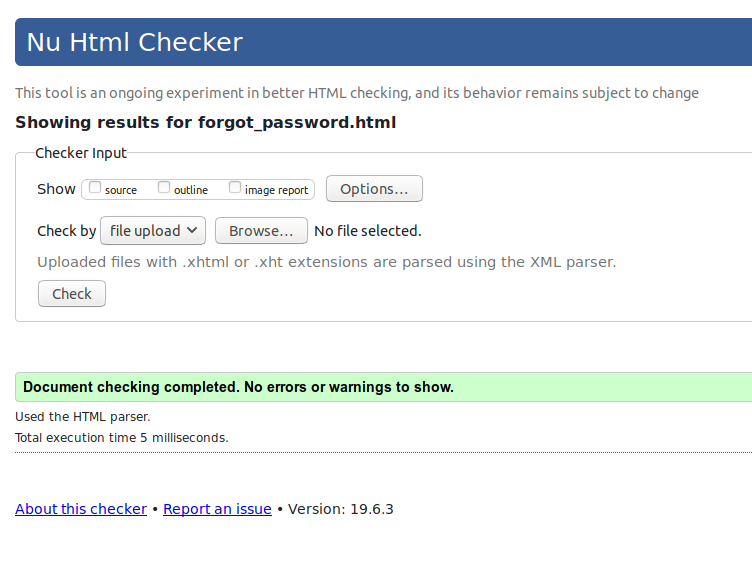 Nu Html Checker
This tool is an ongoing experiment in better HTML checking, and its behavior remains subject to change
Showing results for forgot_password.html
Checker Input
Show source outline image report Options...
Check by file upload Browse... No file selected.
Uploaded files with .xhtml or .xht extensions are parsed using the XML parser.
Check
Document checking completed. No errors or warnings to show.
Used the HTML parser.
Total execution time 5 milliseconds.
About this checker • Report an issue • Version: 19.6.3